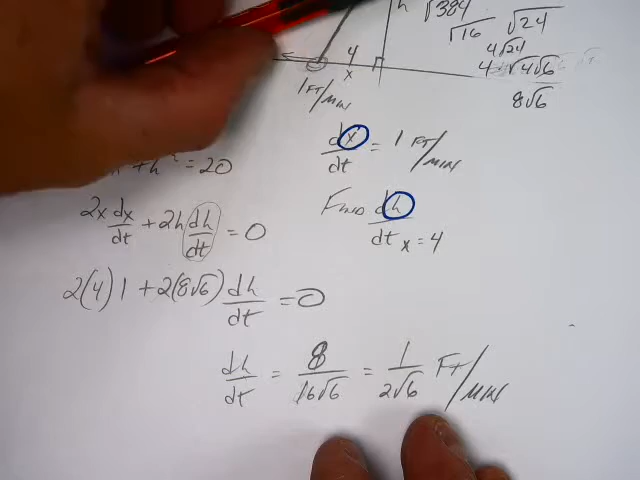 h
√384
√16 √24
4√24
4 √4√6
8√6
4
x
1 FT/MIN
dx/dt = 1 FT/MIN
+ h² = 20
Find dh/dt x = 4
2x dx/dt + 2h dh/dt = 0
2(4) 1 + 2(8√6) dh/dt = 0
dh/dt = 8/16√6 = 1/2√6 FT/MIN